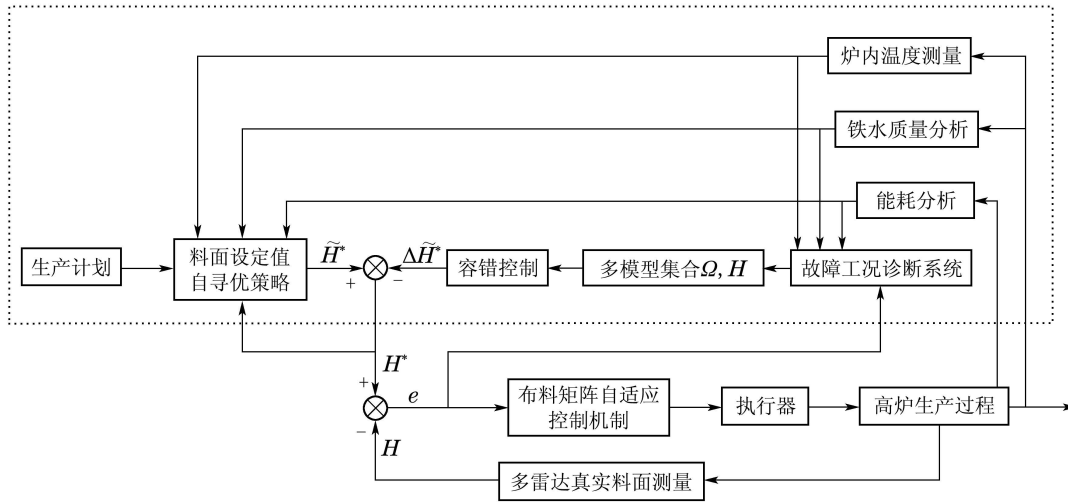 炉内温度测量
铁水质量分析
能耗分析
生产计划
料面设定值
自寻优策略
H̃*
+
−
ΔH̃*
容错控制
多模型集合Ω, H
故障工况诊断系统
H*
+
e
−
H
布料矩阵自适应
控制机制
执行器
高炉生产过程
多雷达真实料面测量